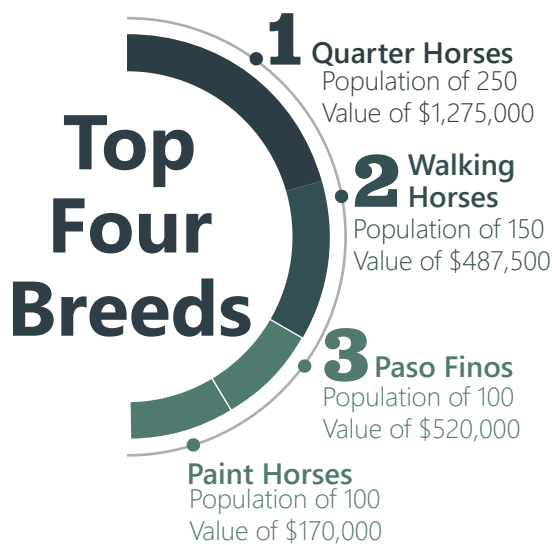 Top
Four
Breeds
1 Quarter Horses
Population of 250
Value of $1,275,000
2 Walking
Horses
Population of 150
Value of $487,500
3 Paso Finos
Population of 100
Value of $520,000
Paint Horses
Population of 100
Value of $170,000